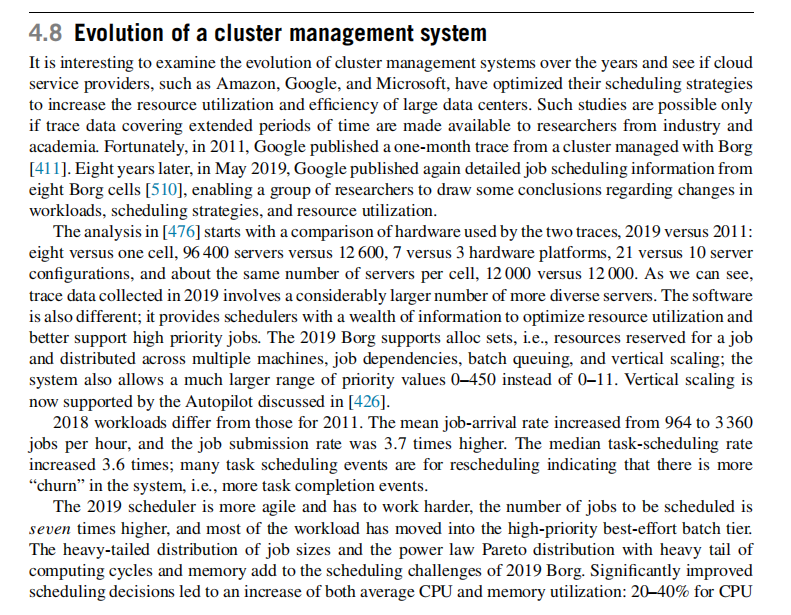 4.8 Evolution of a cluster management system
It is interesting to examine the evolution of cluster management systems over the years and see if cloud
service providers, such as Amazon, Google, and Microsoft, have optimized their scheduling strategies
to increase the resource utilization and efficiency of large data centers. Such studies are possible only
if trace data covering extended periods of time are made available to researchers from industry and
academia. Fortunately, in 2011, Google published a one-month trace from a cluster managed with Borg
[411]. Eight years later, in May 2019, Google published again detailed job scheduling information from
eight Borg cells [510], enabling a group of researchers to draw some conclusions regarding changes in
workloads, scheduling strategies, and resource utilization.
The analysis in [476] starts with a comparison of hardware used by the two traces, 2019 versus 2011:
eight versus one cell, 96 400 servers versus 12 600, 7 versus 3 hardware platforms, 21 versus 10 server
configurations, and about the same number of servers per cell, 12 000 versus 12 000. As we can see,
trace data collected in 2019 involves a considerably larger number of more diverse servers. The software
is also different; it provides schedulers with a wealth of information to optimize resource utilization and
better support high priority jobs. The 2019 Borg supports alloc sets, i.e., resources reserved for a job
and distributed across multiple machines, job dependencies, batch queuing, and vertical scaling; the
system also allows a much larger range of priority values 0–450 instead of 0–11. Vertical scaling is
now supported by the Autopilot discussed in [426].
2018 workloads differ from those for 2011. The mean job-arrival rate increased from 964 to 3 360
jobs per hour, and the job submission rate was 3.7 times higher. The median task-scheduling rate
increased 3.6 times; many task scheduling events are for rescheduling indicating that there is more
“churn” in the system, i.e., more task completion events.
The 2019 scheduler is more agile and has to work harder, the number of jobs to be scheduled is
seven times higher, and most of the workload has moved into the high-priority best-effort batch tier.
The heavy-tailed distribution of job sizes and the power law Pareto distribution with heavy tail of
computing cycles and memory add to the scheduling challenges of 2019 Borg. Significantly improved
scheduling decisions led to an increase of both average CPU and memory utilization: 20–40% for CPU